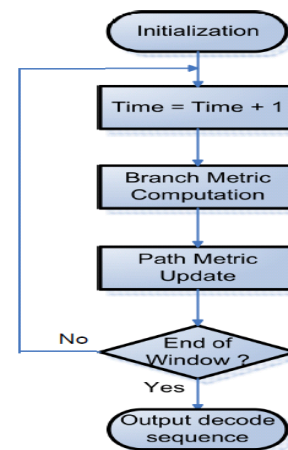 Initialization
Time = Time + 1
Branch Metric
Computation
Path Metric
Update
No
End of
Window ?
Yes
Output decode
sequence